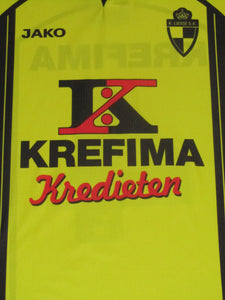 K. LIERSE S.K.
JAKO
KREFIMA
Kredieten